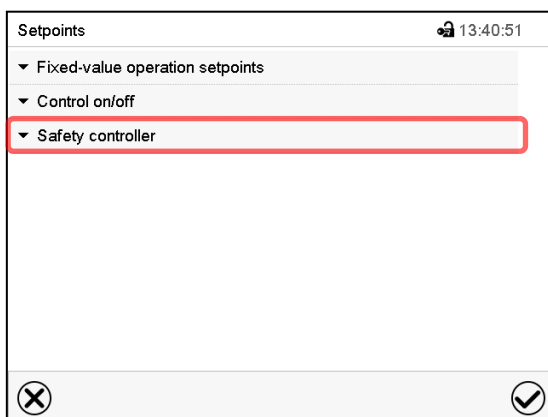 Setpoints 13:40:51
Fixed-value operation setpoints
Control on/off
Safety controller